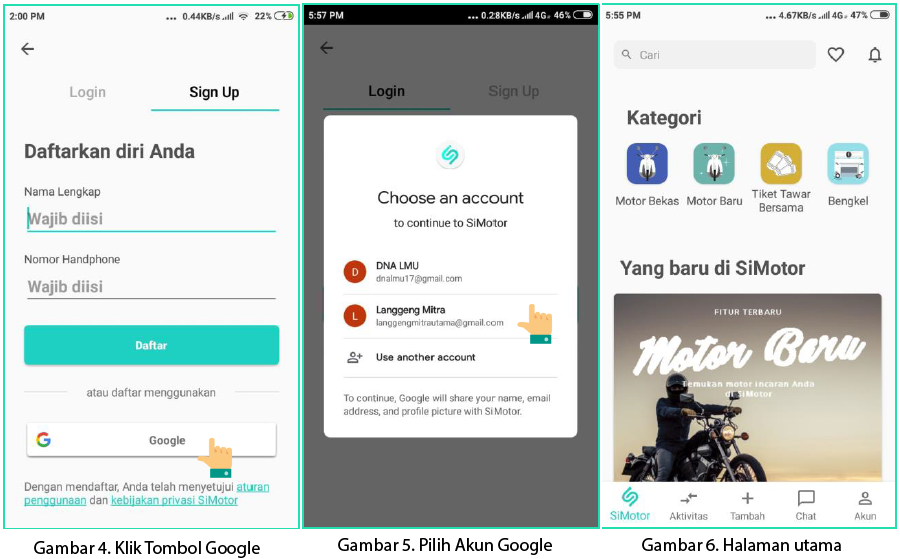 2:00 PM
... 0.44KB/s
22%
Login
Sign Up
Daftarkan diri Anda
Nama Lengkap
Wajib diisi
Nomor Handphone
Wajib diisi
Daftar
atau daftar menggunakan
Google
Dengan mendaftar, Anda telah menyetujui aturan
penggunaan dan kebijakan privasi SiMotor
Gambar 4. Klik Tombol Google
5:57 PM
... 0.28KB/s
4G
46%
Login
Sign Up
Choose an account
to continue to SiMotor
D
DNA LMU
dnalmu17@gmail.com
L
Langgeng Mitra
langgengmitrautama@gmail.com
Use another account
To continue, Google will share your name, email
address, and profile picture with SiMotor.
Gambar 5. Pilih Akun Google
5:55 PM
... 4.67KB/s
4G
47%
Cari
Kategori
Motor Bekas
Motor Baru
Tiket Tawar
Bersama
Bengkel
Yang baru di SiMotor
FITUR TERBARU
Motor Baru
Temukan motor incaran Anda
di SiMotor
SiMotor
Aktivitas
Tambah
Chat
Akun
Gambar 6. Halaman utama